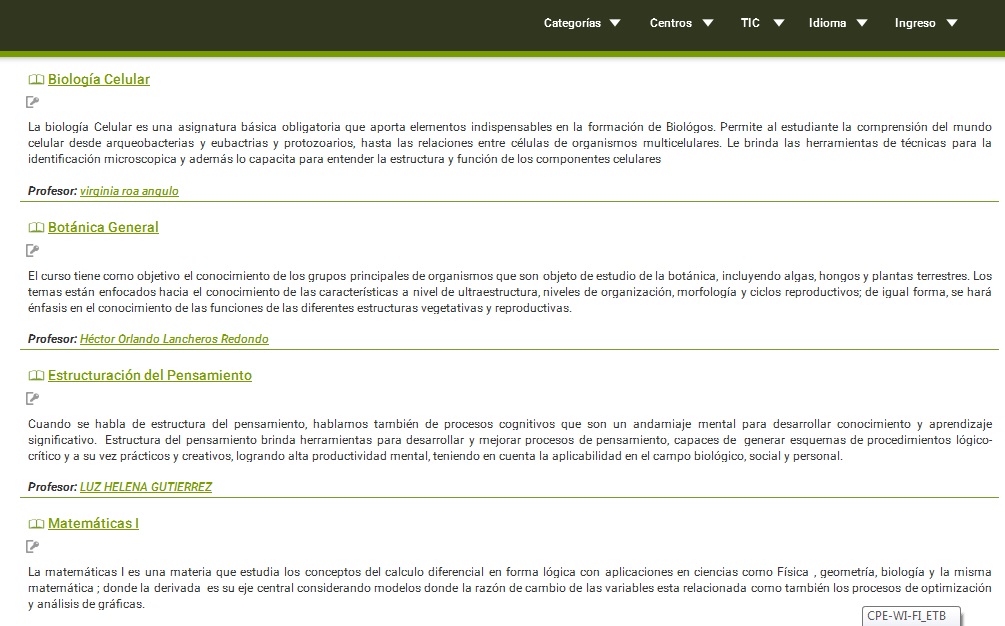 Categorías Centros TIC Idioma Ingreso
Biología Celular
La biología Celular es una asignatura básica obligatoria que aporta elementos indispensables en la formación de Biológos. Permite al estudiante la comprensión del mundo
celular desde arqueobacterias y eubactrias y protozoarios, hasta las relaciones entre células de organismos multicelulares. Le brinda las herramientas de técnicas para la
identificación microscopica y además lo capacita para entender la estructura y función de los componentes celulares
Profesor: virginia roa angulo
Botánica General
El curso tiene como objetivo el conocimiento de los grupos principales de organismos que son objeto de estudio de la botánica, incluyendo algas, hongos y plantas terrestres. Los
temas están enfocados hacia el conocimiento de las características a nivel de ultraestructura, niveles de organización, morfología y ciclos reproductivos; de igual forma, se hará
énfasis en el conocimiento de las funciones de las diferentes estructuras vegetativas y reproductivas.
Profesor: Héctor Orlando Lancheros Redondo
Estructuración del Pensamiento
Cuando se habla de estructura del pensamiento, hablamos también de procesos cognitivos que son un andamiaje mental para desarrollar conocimiento y aprendizaje
significativo. Estructura del pensamiento brinda herramientas para desarrollar y mejorar procesos de pensamiento, capaces de generar esquemas de procedimientos lógico-
crítico y a su vez prácticos y creativos, logrando alta productividad mental, teniendo en cuenta la aplicabilidad en el campo biológico, social y personal.
Profesor: LUZ HELENA GUTIERREZ
Matemáticas I
La matemáticas I es una materia que estudia los conceptos del calculo diferencial en forma lógica con aplicaciones en ciencias como Física , geometría, biología y la misma
matemática ; donde la derivada es su eje central considerando modelos donde la razón de cambio de las variables esta relacionada como también los procesos de optimización
y análisis de gráficas.
CPE-WI-FI_ETB